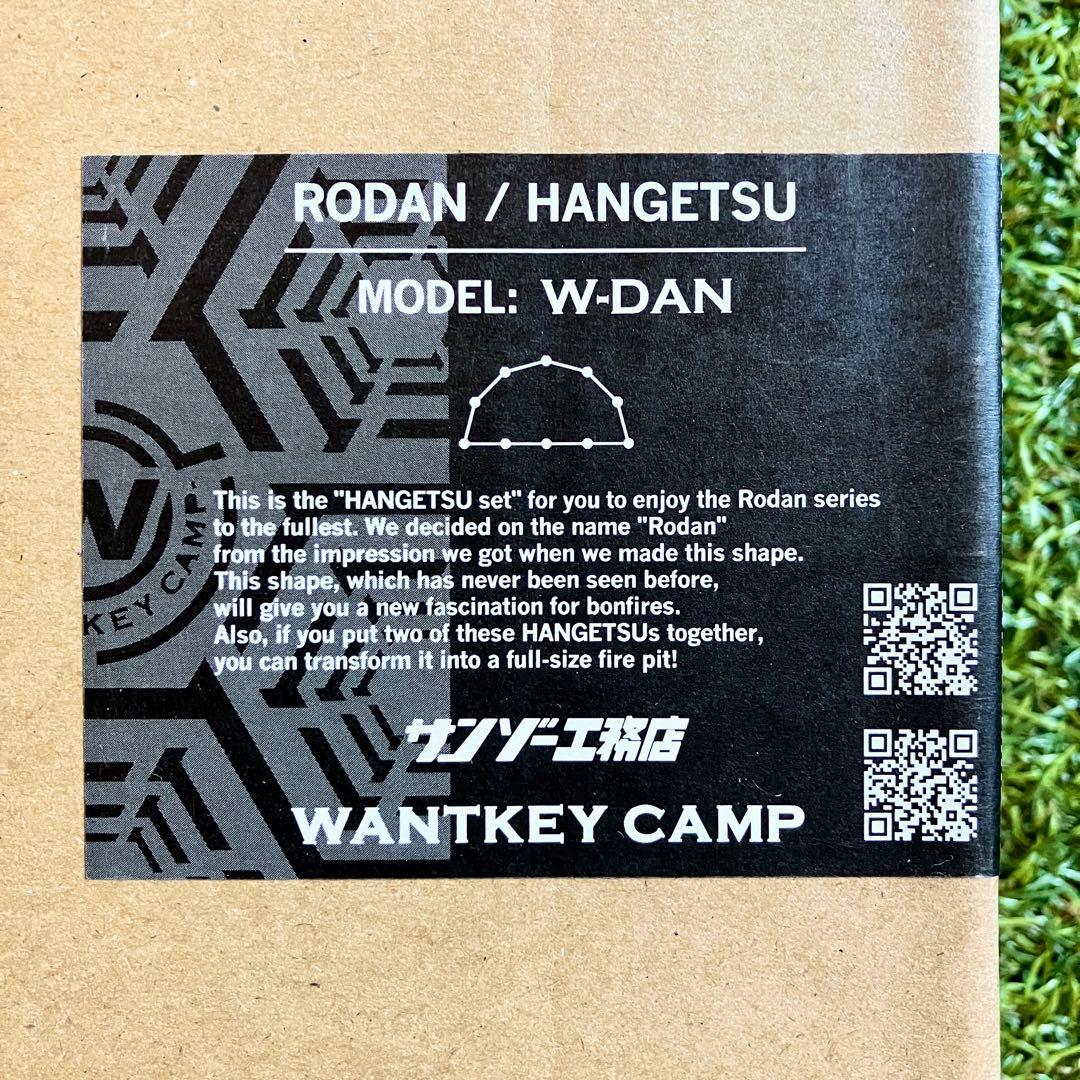 RODAN / HANGETSU
MODEL: W-DAN
This is the "HANGETSU set" for you to enjoy the Rodan series
to the fullest. We decided on the name "Rodan"
from the impression we got when we made this shape.
This shape, which has never been seen before,
will give you a new fascination for bonfires.
Also, if you put two of these HANGETSUs together,
you can transform it into a full-size fire pit!
KEY CAMP
サンゾー工務店
WANTKEY CAMP